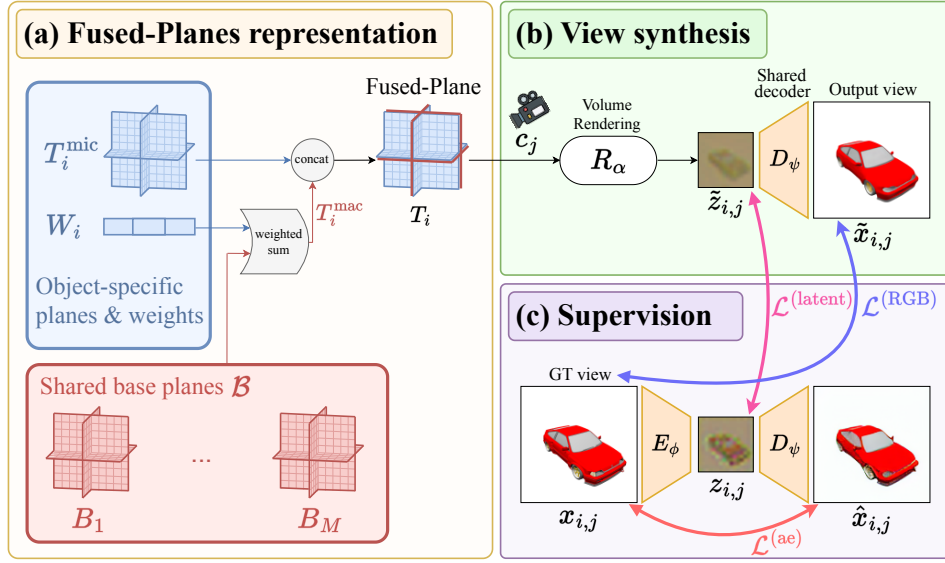 (a) Fused-Planes representation
T_i^mic
W_i
Object-specific
planes & weights
concat
weighted
sum
T_i^mac
Fused-Plane
T_i
Shared base planes 𝓑
B_1
...
B_M
(b) View synthesis
c_j
Volume
Rendering
R_α
z̃_{i,j}
Shared
decoder
D_ψ
Output view
x̃_{i,j}
(c) Supervision
𝓛^(latent)
𝓛^(RGB)
GT view
x_{i,j}
E_ϕ
z_{i,j}
D_ψ
x̂_{i,j}
𝓛^(ae)